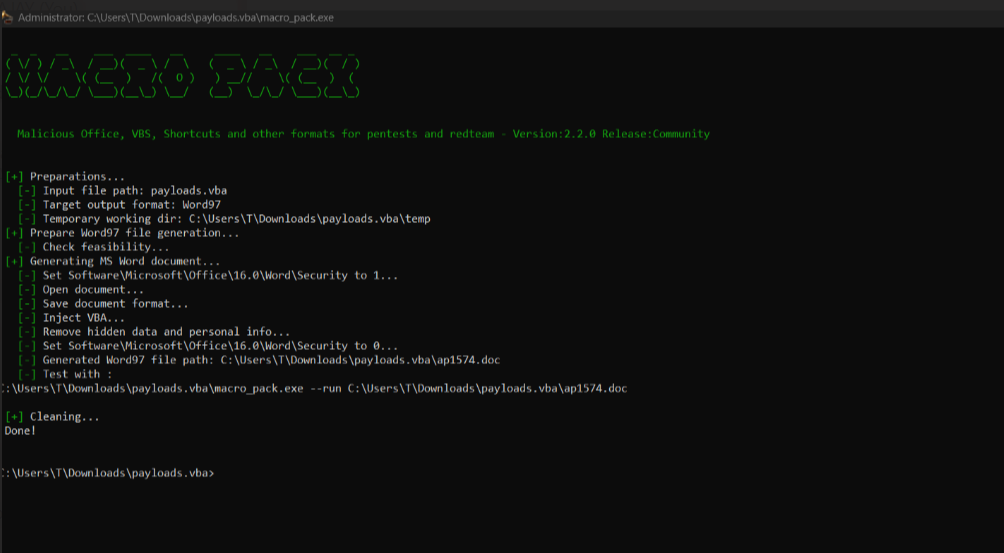 Administrator: C:\Users\T\Downloads\payloads.vba\macro_pack.exe
MACRO PACK
Malicious Office, VBS, Shortcuts and other formats for pentests and redteam - Version:2.2.0 Release:Community
[+] Preparations...
[-] Input file path: payloads.vba
[-] Target output format: Word97
[-] Temporary working dir: C:\Users\T\Downloads\payloads.vba\temp
[+] Prepare Word97 file generation...
[-] Check feasibility...
[+] Generating MS Word document...
[-] Set Software\Microsoft\Office\16.0\Word\Security to 1...
[-] Open document...
[-] Save document format...
[-] Inject VBA...
[-] Remove hidden data and personal info...
[-] Set Software\Microsoft\Office\16.0\Word\Security to 0...
[-] Generated Word97 file path: C:\Users\T\Downloads\payloads.vba\ap1574.doc
[-] Test with :
C:\Users\T\Downloads\payloads.vba\macro_pack.exe --run C:\Users\T\Downloads\payloads.vba\ap1574.doc
[+] Cleaning...
Done!
C:\Users\T\Downloads\payloads.vba>